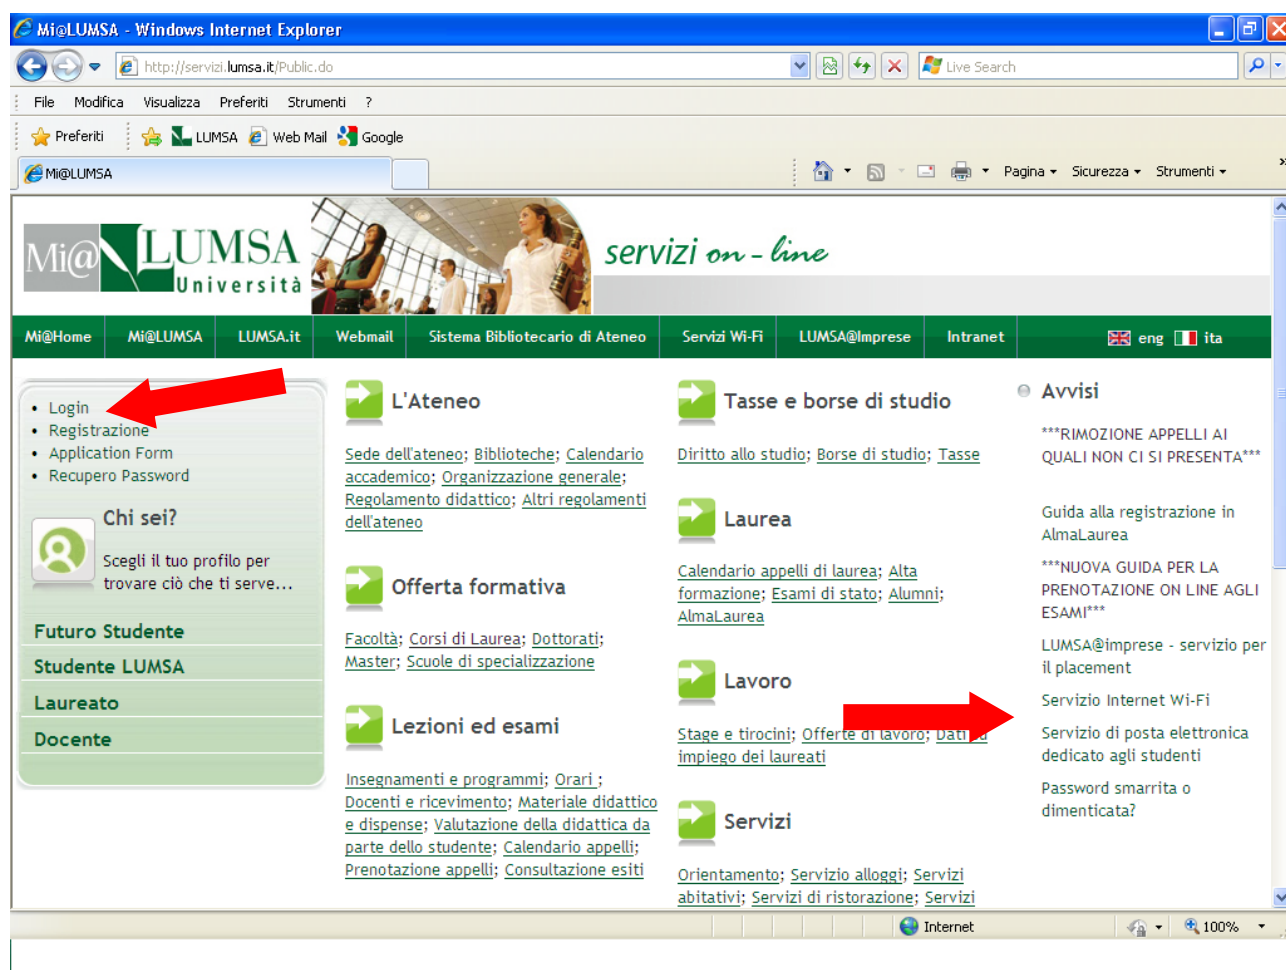 Mi@LUMSA - Windows Internet Explorer
http://servizi.lumsa.it/Public.do
Live Search
File Modifica Visualizza Preferiti Strumenti ?
Preferiti LUMSA Web Mail Google
Mi@LUMSA
Pagina Sicurezza Strumenti »
Mi@ LUMSA
Università
servizi on - line
Mi@Home Mi@LUMSA LUMSA.it Webmail Sistema Bibliotecario di Ateneo Servizi Wi-Fi LUMSA@Imprese Intranet eng ita
• Login
• Registrazione
• Application Form
• Recupero Password
Chi sei?
Scegli il tuo profilo per
trovare ciò che ti serve...
Futuro Studente
Studente LUMSA
Laureato
Docente
L'Ateneo
Sede dell'ateneo; Biblioteche; Calendario
accademico; Organizzazione generale;
Regolamento didattico; Altri regolamenti
dell'ateneo
Offerta formativa
Facoltà; Corsi di Laurea; Dottorati;
Master; Scuole di specializzazione
Lezioni ed esami
Insegnamenti e programmi; Orari ;
Docenti e ricevimento; Materiale didattico
e dispense; Valutazione della didattica da
parte dello studente; Calendario appelli;
Prenotazione appelli; Consultazione esiti
Tasse e borse di studio
Diritto allo studio; Borse di studio; Tasse
Laurea
Calendario appelli di laurea; Alta
formazione; Esami di stato; Alumni;
AlmaLaurea
Lavoro
Stage e tirocini; Offerte di lavoro; Dati
impiego dei laureati
Servizi
Orientamento; Servizio alloggi; Servizi
abitativi; Servizi di ristorazione; Servizi
Avvisi
***RIMOZIONE APPELLI AI
QUALI NON CI SI PRESENTA***
Guida alla registrazione in
AlmaLaurea
***NUOVA GUIDA PER LA
PRENOTAZIONE ON LINE AGLI
ESAMI***
LUMSA@imprese - servizio per
il placement
Servizio Internet Wi-Fi
Servizio di posta elettronica
dedicato agli studenti
Password smarrita o
dimenticata?
Internet
100%